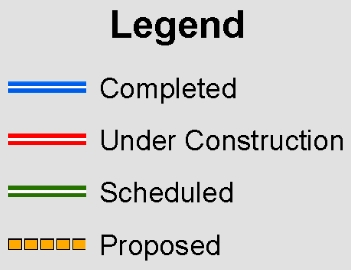 Legend
Completed
Under Construction
Scheduled
Proposed